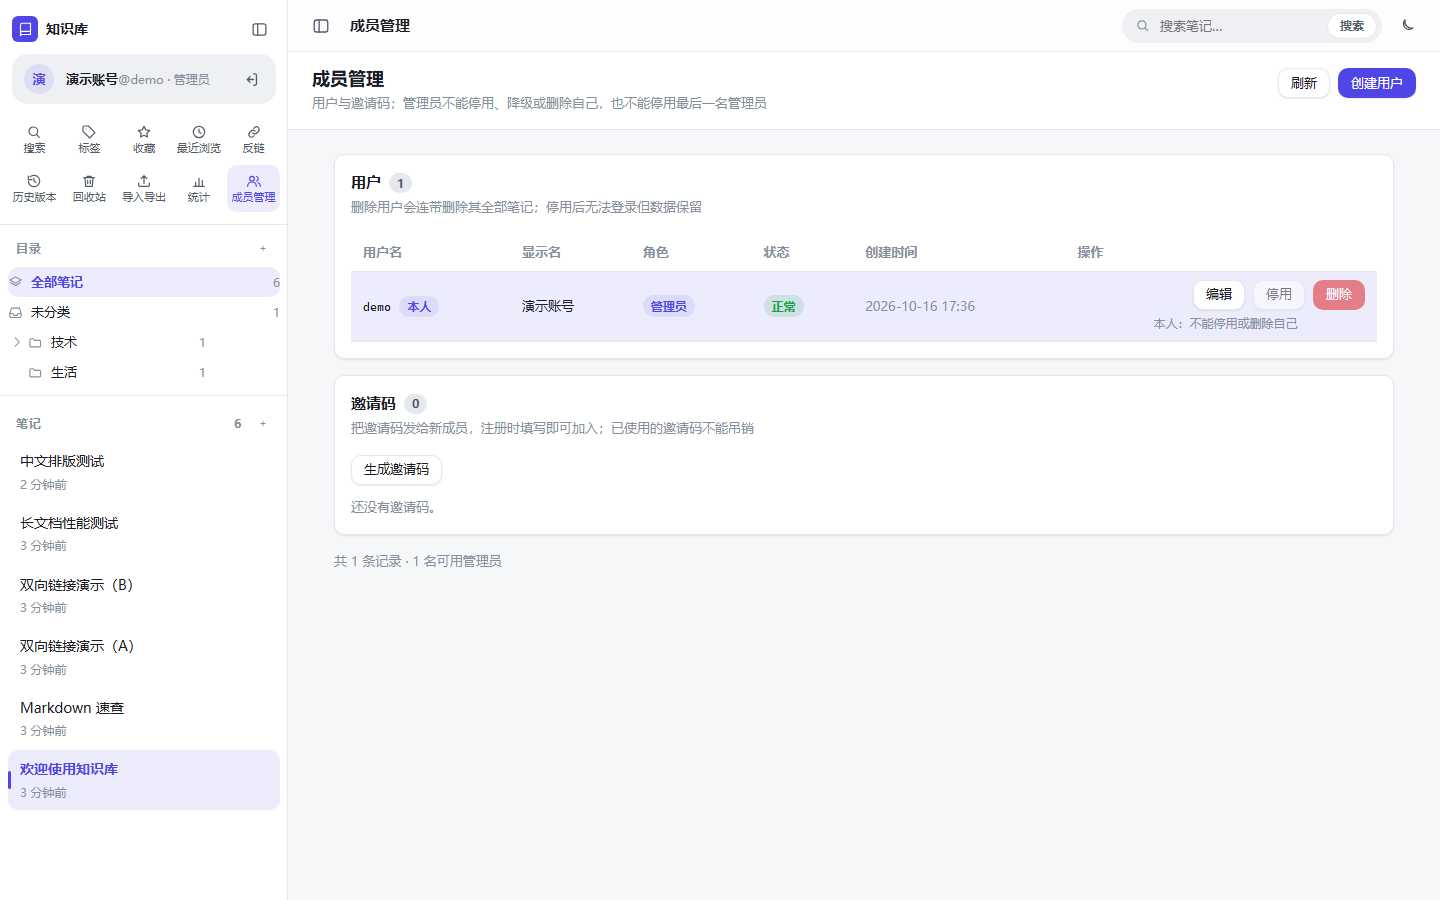 知识库
演 演示账号@demo · 管理员
搜索 标签 收藏 最近浏览 反链
历史版本 回收站 导入导出 统计 成员管理
目录 +
全部笔记 6
未分类 1
技术 1
生活 1
笔记 6 +
中文排版测试
2 分钟前
长文档性能测试
3 分钟前
双向链接演示（B）
3 分钟前
双向链接演示（A）
3 分钟前
Markdown 速查
3 分钟前
欢迎使用知识库
3 分钟前
成员管理 搜索笔记... 搜索
成员管理 刷新 创建用户
用户与邀请码；管理员不能停用、降级或删除自己，也不能停用最后一名管理员
用户 1
删除用户会连带删除其全部笔记；停用后无法登录但数据保留
用户名 显示名 角色 状态 创建时间 操作
demo 本人 演示账号 管理员 正常 2026-10-16 17:36 编辑 停用 删除
本人：不能停用或删除自己
邀请码 0
把邀请码发给新成员，注册时填写即可加入；已使用的邀请码不能吊销
生成邀请码
还没有邀请码。
共 1 条记录 · 1 名可用管理员